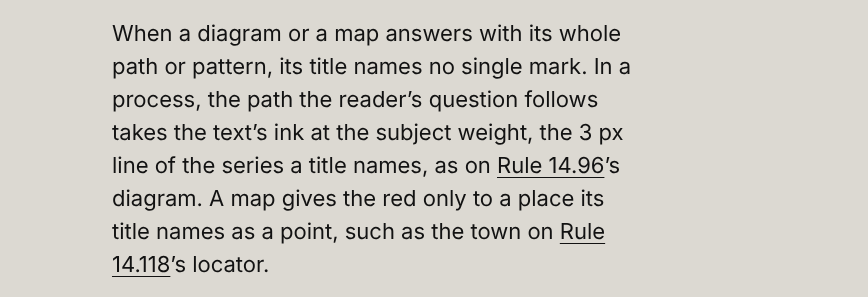 When a diagram or a map answers with its whole
path or pattern, its title names no single mark. In a
process, the path the reader’s question follows
takes the text’s ink at the subject weight, the 3 px
line of the series a title names, as on Rule 14.96’s
diagram. A map gives the red only to a place its
title names as a point, such as the town on Rule
14.118’s locator.